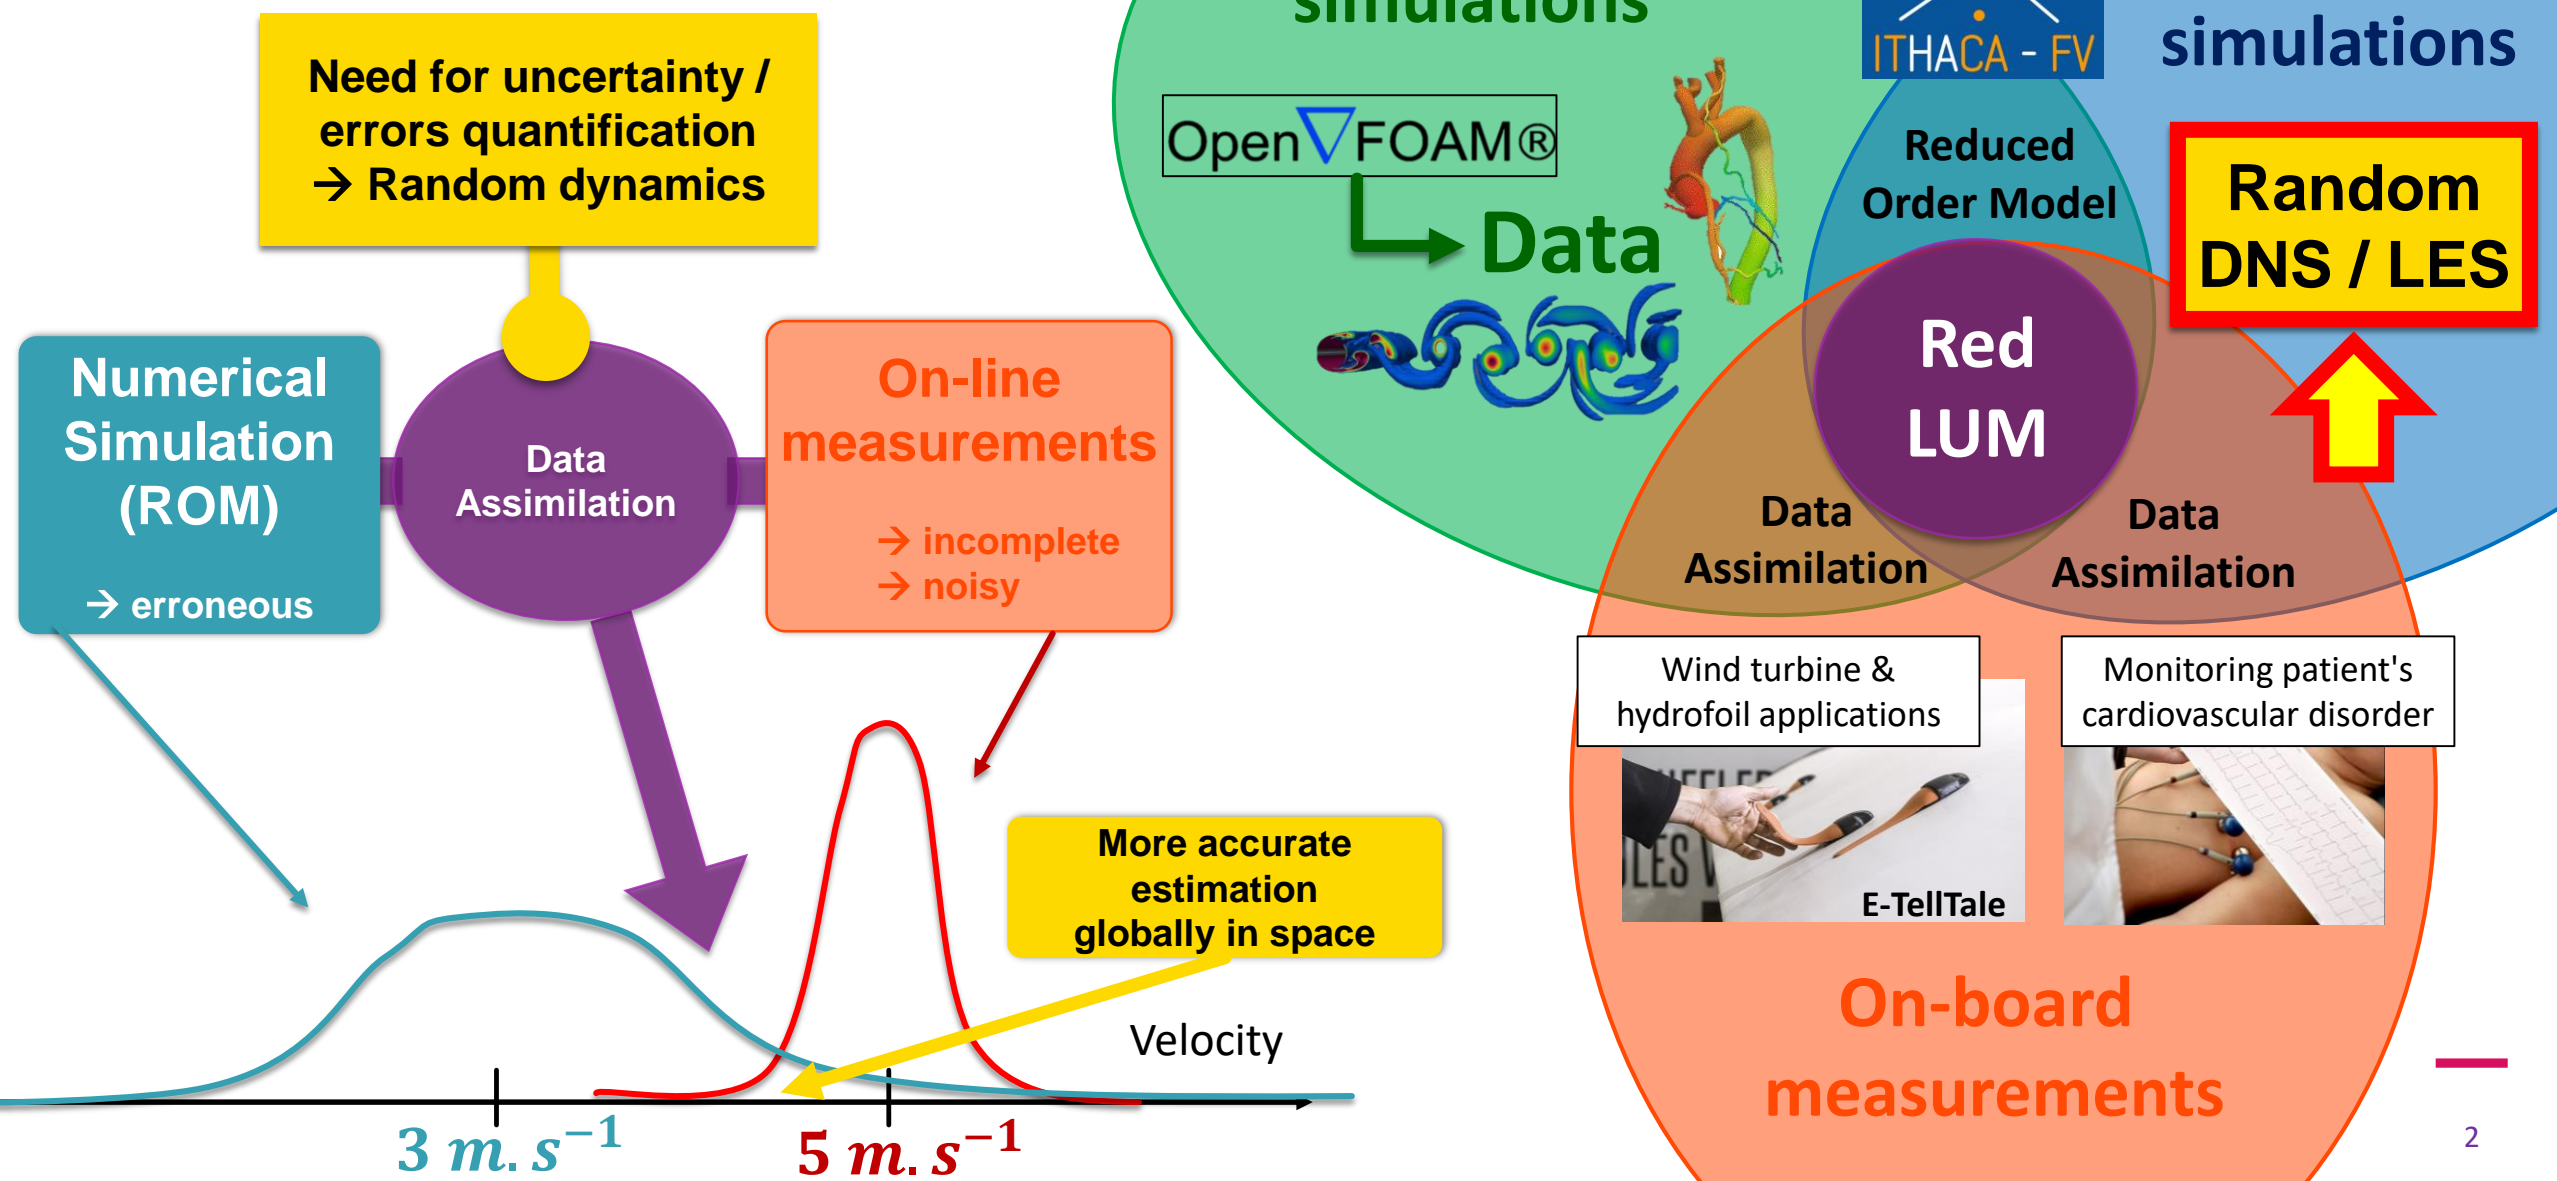 Need for uncertainty /
errors quantification
→ Random dynamics
Numerical
Simulation
(ROM)
→ erroneous
Data
Assimilation
On-line
measurements
→ incomplete
→ noisy
More accurate
estimation
globally in space
Velocity
3 m.s⁻¹
5 m.s⁻¹
simulations
Open∇FOAM®
Data
ITHACA - FV
simulations
Reduced
Order Model
Random
DNS / LES
Red
LUM
Data
Assimilation
Data
Assimilation
Wind turbine &
hydrofoil applications
Monitoring patient's
cardiovascular disorder
E-TellTale
On-board
measurements
2